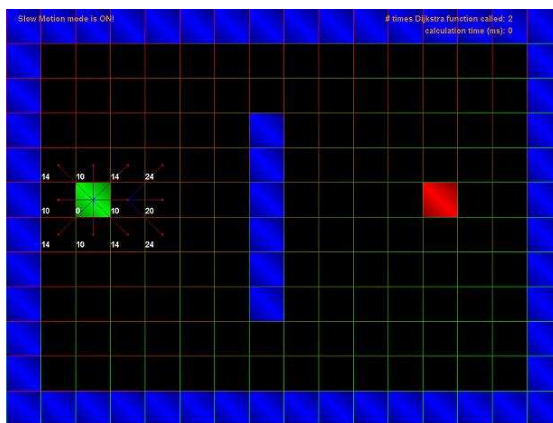 Slow Motion mode is ON!
# times Dijkstra function called: 2
calculation time (ms): 0
14 10 14 24
10 0 10 20
14 10 14 24